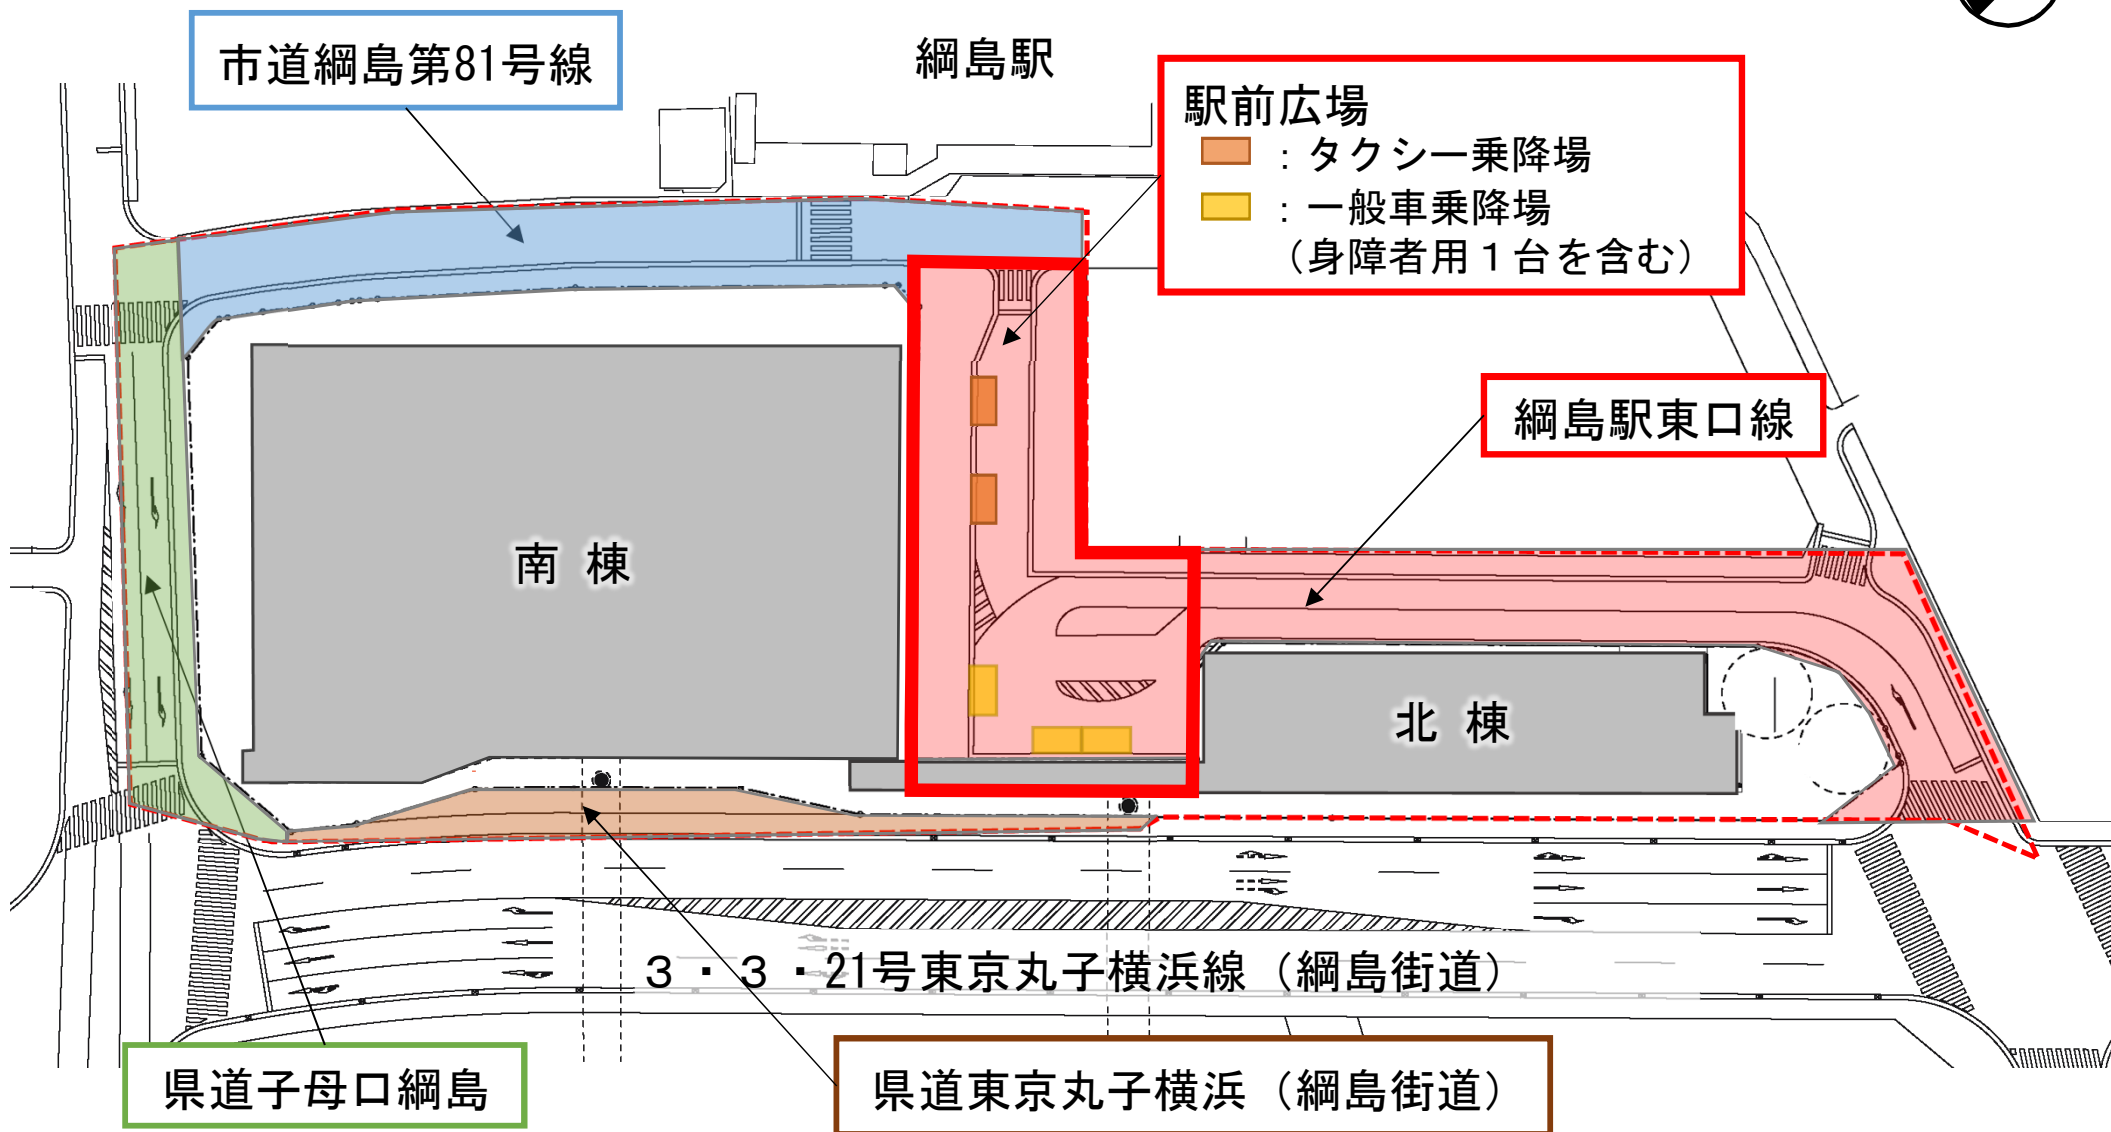 市道綱島第81号線
綱島駅
駅前広場
：タクシー乗降場
：一般車乗降場
（身障者用１台を含む）
綱島駅東口線
南 棟
北 棟
３・３・21号東京丸子横浜線（綱島街道）
県道子母口綱島
県道東京丸子横浜（綱島街道）